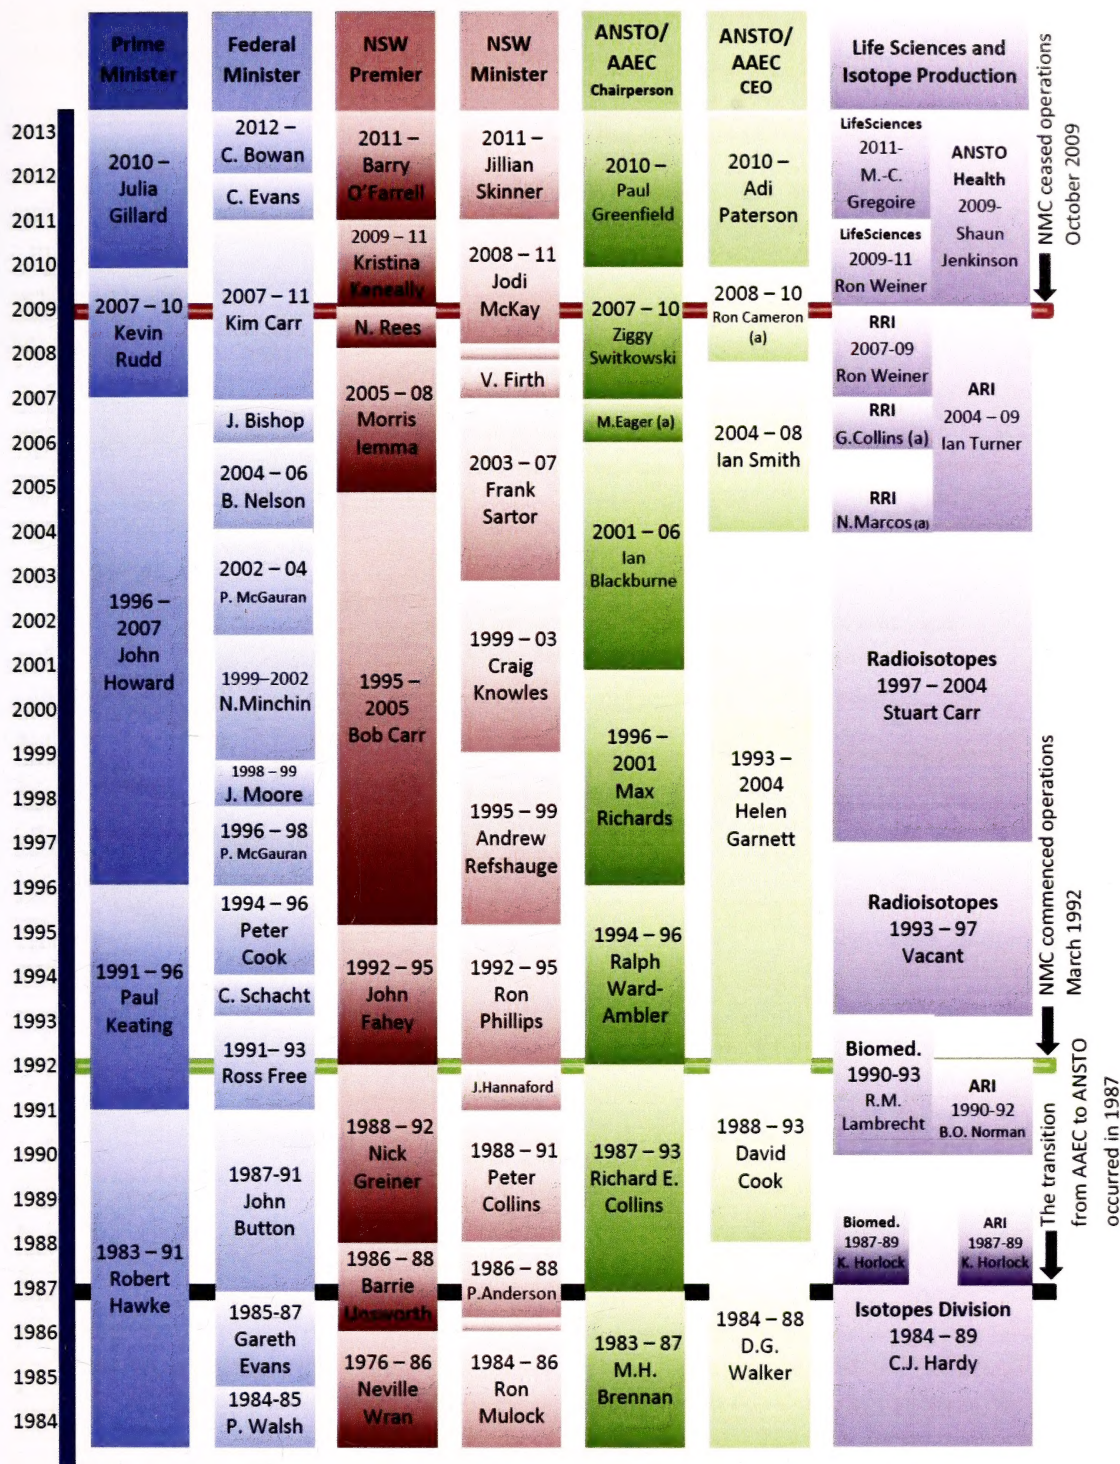 Prime
Minister
Federal
Minister
NSW
Premier
NSW
Minister
ANSTO/
AAEC
Chairperson
ANSTO/
AAEC
CEO
Life Sciences and
Isotope Production
2013
2012
2011
2010
2009
2008
2007
2006
2005
2004
2003
2002
2001
2000
1999
1998
1997
1996
1995
1994
1993
1992
1991
1990
1989
1988
1987
1986
1985
1984
2010 –
Julia
Gillard
2007 – 10
Kevin
Rudd
1996 –
2007
John
Howard
1991 – 96
Paul
Keating
1983 – 91
Robert
Hawke
2012 –
C. Bowan
C. Evans
2007 – 11
Kim Carr
J. Bishop
2004 – 06
B. Nelson
2002 – 04
P. McGauran
1999–2002
N.Minchin
1998 – 99
J. Moore
1996 – 98
P. McGauran
1994 – 96
Peter
Cook
C. Schacht
1991– 93
Ross Free
1987-91
John
Button
1985-87
Gareth
Evans
1984-85
P. Walsh
2011 –
Barry
O'Farrell
2009 – 11
Kristina
Keneally
N. Rees
2005 – 08
Morris
Iemma
1995 –
2005
Bob Carr
1992 – 95
John
Fahey
1988 – 92
Nick
Greiner
1986 – 88
Barrie
Unsworth
1976 – 86
Neville
Wran
2011 –
Jillian
Skinner
2008 – 11
Jodi
McKay
V. Firth
2003 – 07
Frank
Sartor
1999 – 03
Craig
Knowles
1995 – 99
Andrew
Refshauge
1992 – 95
Ron
Phillips
J.Hannaford
1988 – 91
Peter
Collins
1986 – 88
P.Anderson
1984 – 86
Ron
Mulock
2010 –
Paul
Greenfield
2007 – 10
Ziggy
Switkowski
M.Eager (a)
2001 – 06
Ian
Blackburne
1996 –
2001
Max
Richards
1994 – 96
Ralph
Ward-
Ambler
1987 – 93
Richard E.
Collins
1983 – 87
M.H.
Brennan
2010 –
Adi
Paterson
2008 – 10
Ron Cameron
(a)
2004 – 08
Ian Smith
1993 –
2004
Helen
Garnett
1988 – 93
David
Cook
1984 – 88
D.G.
Walker
LifeSciences
2011-
M.-C.
Gregoire
LifeSciences
2009-11
Ron Weiner
ANSTO
Health
2009-
Shaun
Jenkinson
RRI
2007-09
Ron Weiner
RRI
G.Collins (a)
RRI
N.Marcos (a)
ARI
2004 – 09
Ian Turner
Radioisotopes
1997 – 2004
Stuart Carr
Radioisotopes
1993 – 97
Vacant
Biomed.
1990-93
R.M.
Lambrecht
ARI
1990-92
B.O. Norman
Biomed.
1987-89
K. Horlock
ARI
1987-89
K. Horlock
Isotopes Division
1984 – 89
C.J. Hardy
NMC ceased operations
October 2009
NMC commenced operations
March 1992
The transition
from AAEC to ANSTO
occurred in 1987